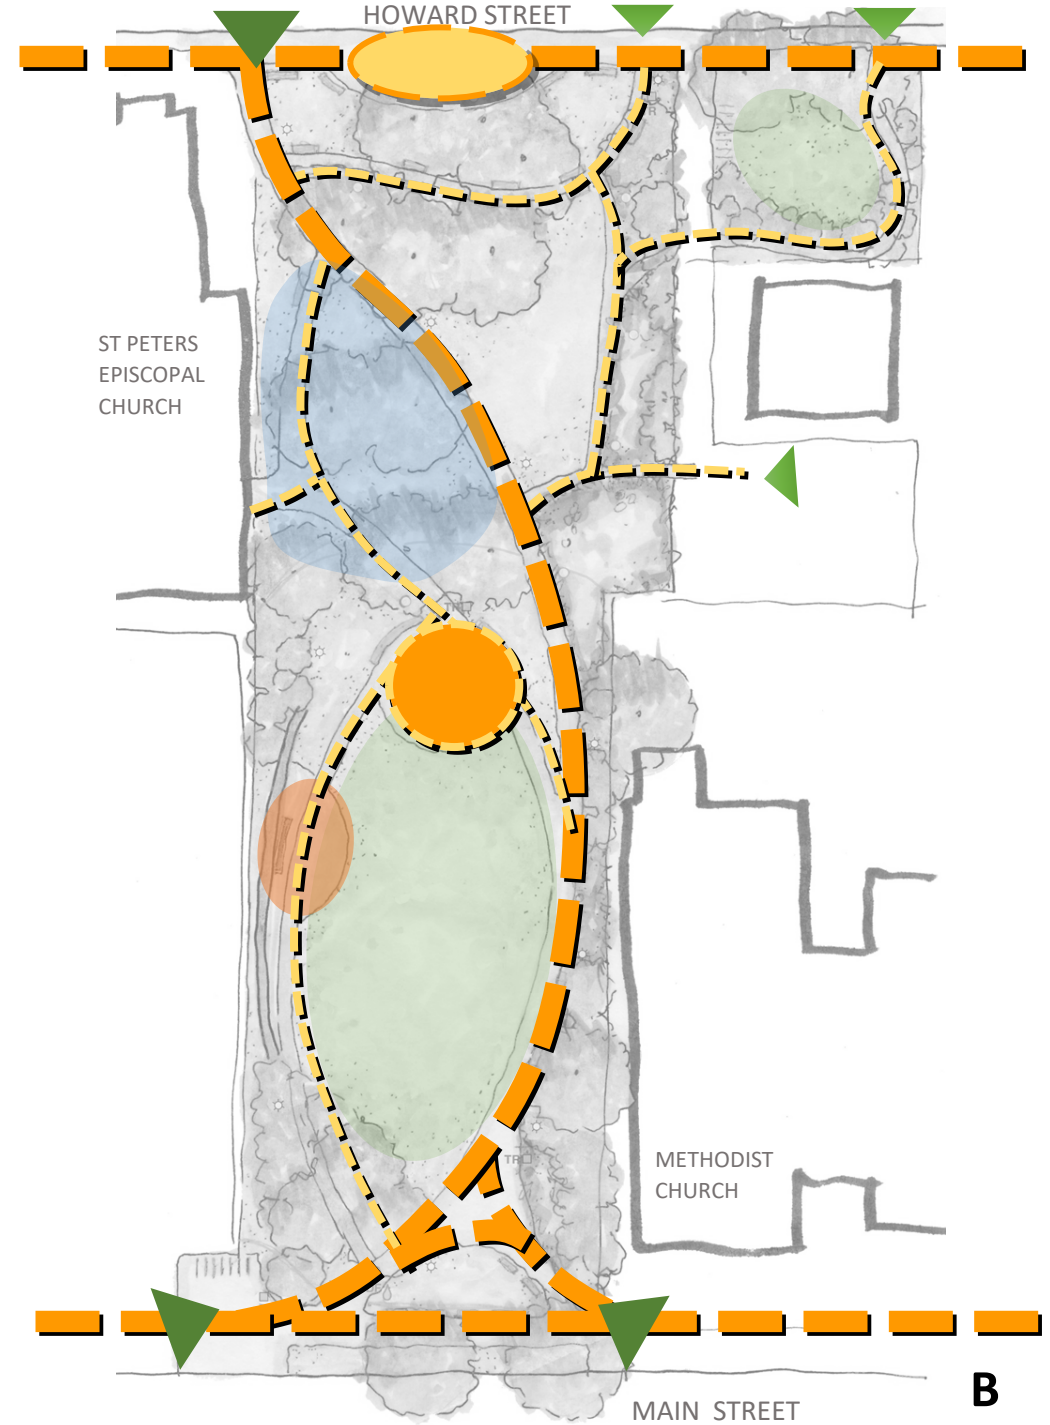 HOWARD STREET
ST PETERS
EPISCOPAL
CHURCH
METHODIST
CHURCH
B
MAIN STREET